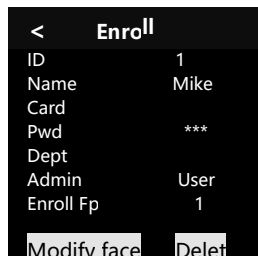 < Enroll
ID 1
Name Mike
Card
Pwd ***
Dept
Admin User
Enroll Fp 1
Modify face Delet